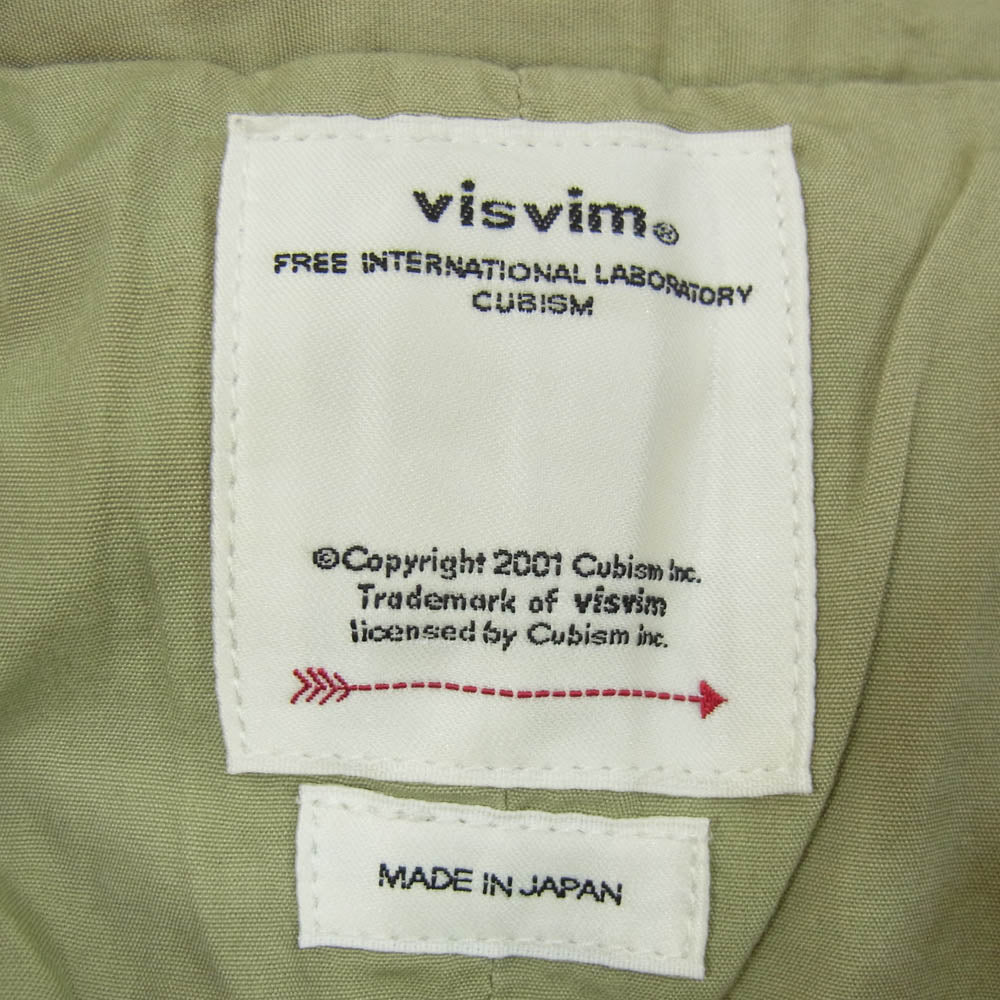 visvim®
FREE INTERNATIONAL LABORATORY
CUBISM
©Copyright 2001 Cubism Inc.
Trademark of visvim
licensed by Cubism inc.
MADE IN JAPAN